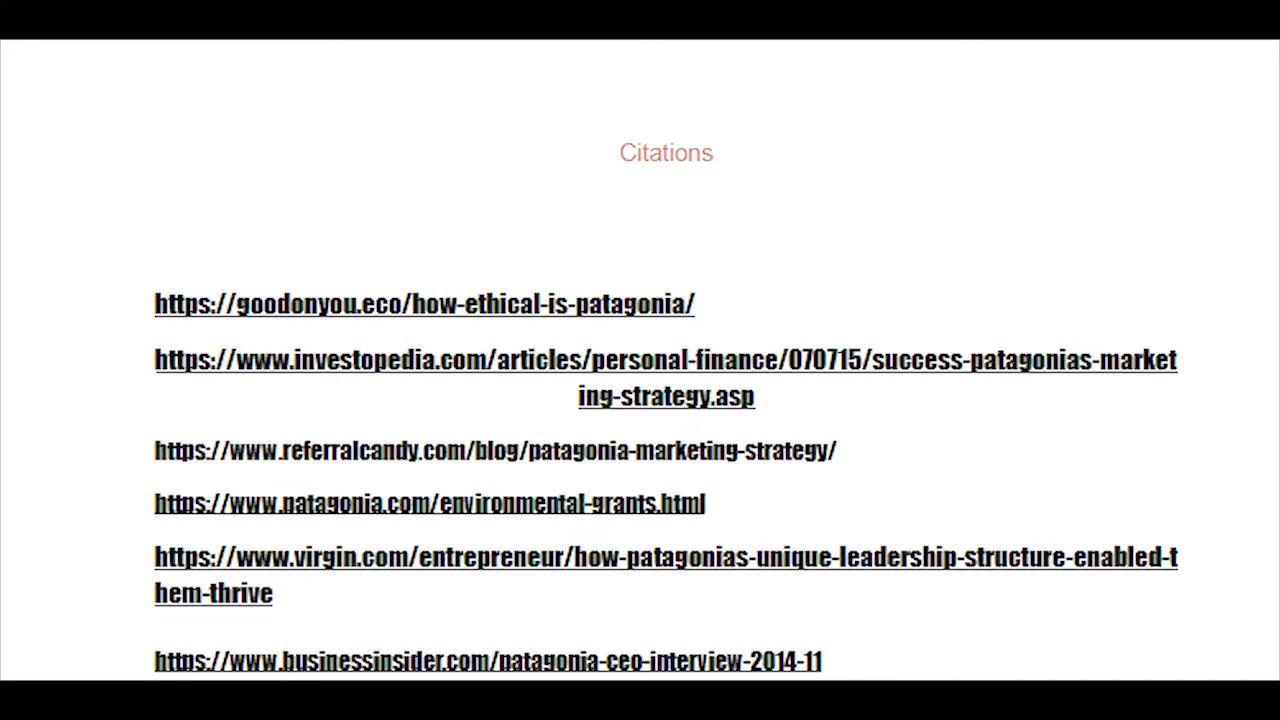 Citations
https://goodonyou.eco/how-ethical-is-patagonia/
https://www.investopedia.com/articles/personal-finance/070715/success-patagonias-market
ing-strategy.asp
https://www.referralcandy.com/blog/patagonia-marketing-strategy/
https://www.patagonia.com/environmental-grants.html
https://www.virgin.com/entrepreneur/how-patagonias-unique-leadership-structure-enabled-t
hem-thrive
https://www.businessinsider.com/patagonia-ceo-interview-2014-11